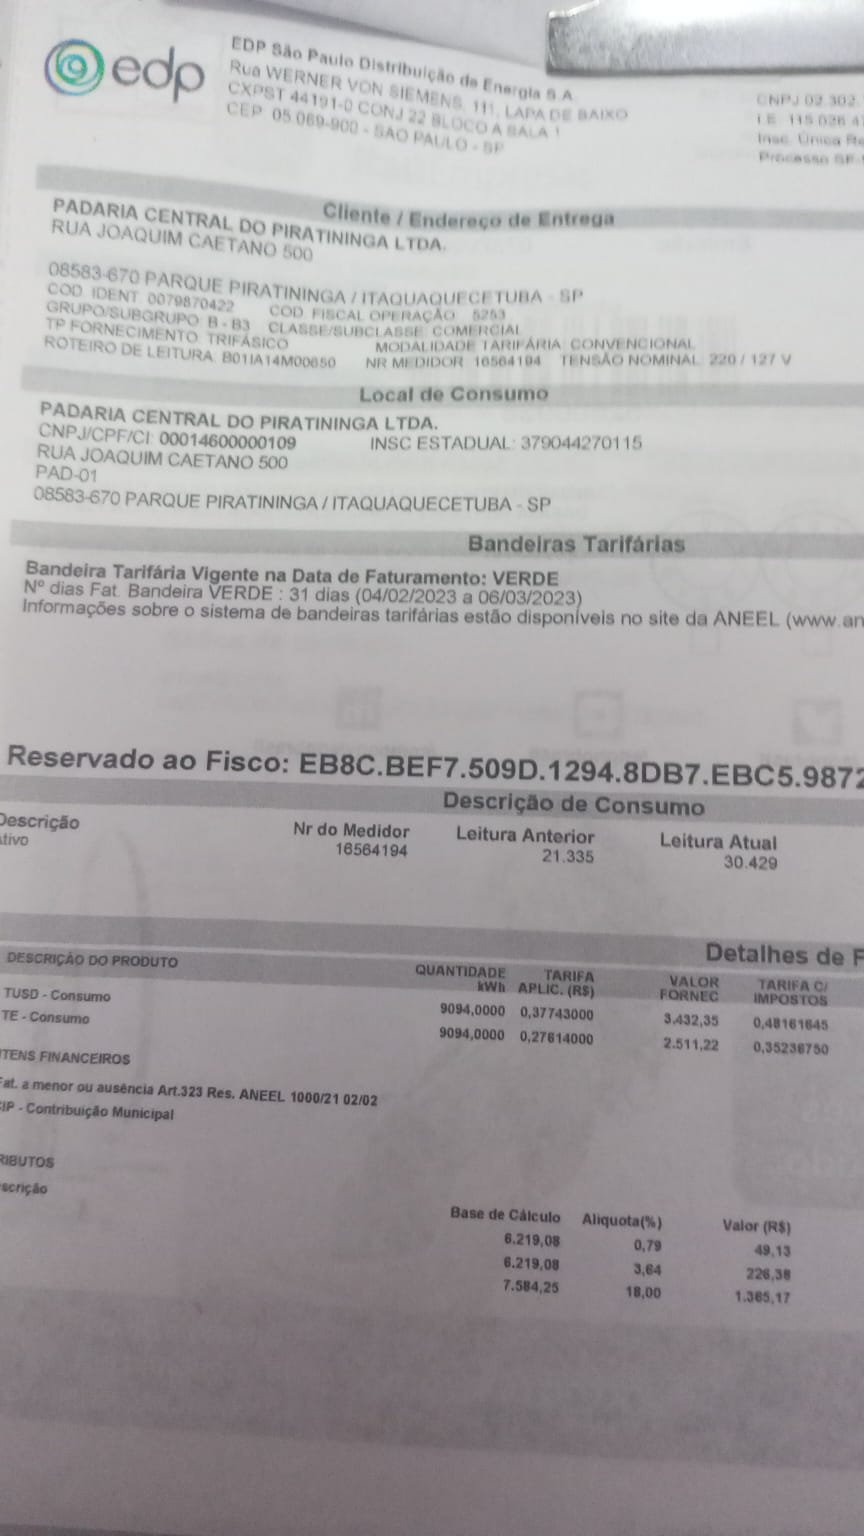 edp
EDP São Paulo Distribuição de Energia S.A.
Rua WERNER VON SIEMENS, 111, LAPA DE BAIXO
CXPST 44191-0 CONJ 22 BLOCO A SALA 1
CEP 05.069-900 - SAO PAULO - SP
CNPJ 02.302.
I.E. 115.026.4
Insc. Única Re
Processo SF-
Cliente / Endereço de Entrega
PADARIA CENTRAL DO PIRATININGA LTDA.
RUA JOAQUIM CAETANO 500
08583-670 PARQUE PIRATININGA / ITAQUAQUECETUBA - SP
COD. IDENT. 0079870422 COD. FISCAL OPERAÇÃO 5253
GRUPO/SUBGRUPO: B - B3 CLASSE/SUBCLASSE: COMERCIAL
TP FORNECIMENTO: TRIFÁSICO MODALIDADE TARIFÁRIA: CONVENCIONAL
ROTEIRO DE LEITURA: B01IA14M00650 NR MEDIDOR 16564194 TENSÃO NOMINAL: 220 / 127 V
Local de Consumo
PADARIA CENTRAL DO PIRATININGA LTDA.
CNPJ/CPF/CI: 00014600000109 INSC ESTADUAL: 379044270115
RUA JOAQUIM CAETANO 500
PAD-01
08583-670 PARQUE PIRATININGA / ITAQUAQUECETUBA - SP
Bandeiras Tarifárias
Bandeira Tarifária Vigente na Data de Faturamento: VERDE
Nº dias Fat. Bandeira VERDE : 31 dias (04/02/2023 a 06/03/2023)
Informações sobre o sistema de bandeiras tarifárias estão disponíveis no site da ANEEL (www.an
Reservado ao Fisco: EB8C.BEF7.509D.1294.8DB7.EBC5.9872
Descrição de Consumo
Descrição Nr do Medidor Leitura Anterior Leitura Atual
tivo 16564194 21.335 30.429
Detalhes de F
DESCRIÇÃO DO PRODUTO QUANTIDADE kWh TARIFA APLIC. (R$) VALOR FORNEC TARIFA C/ IMPOSTOS
TUSD - Consumo 9094,0000 0,37743000 3.432,35 0,48161645
TE - Consumo 9094,0000 0,27614000 2.511,22 0,35236750
ITENS FINANCEIROS
Fat. a menor ou ausência Art.323 Res. ANEEL 1000/21 02/02
CIP - Contribuição Municipal
RIBUTOS
scrição Base de Cálculo Aliquota(%) Valor (R$)
6.219,08 0,79 49,13
6.219,08 3,64 226,38
7.584,25 18,00 1.365,17